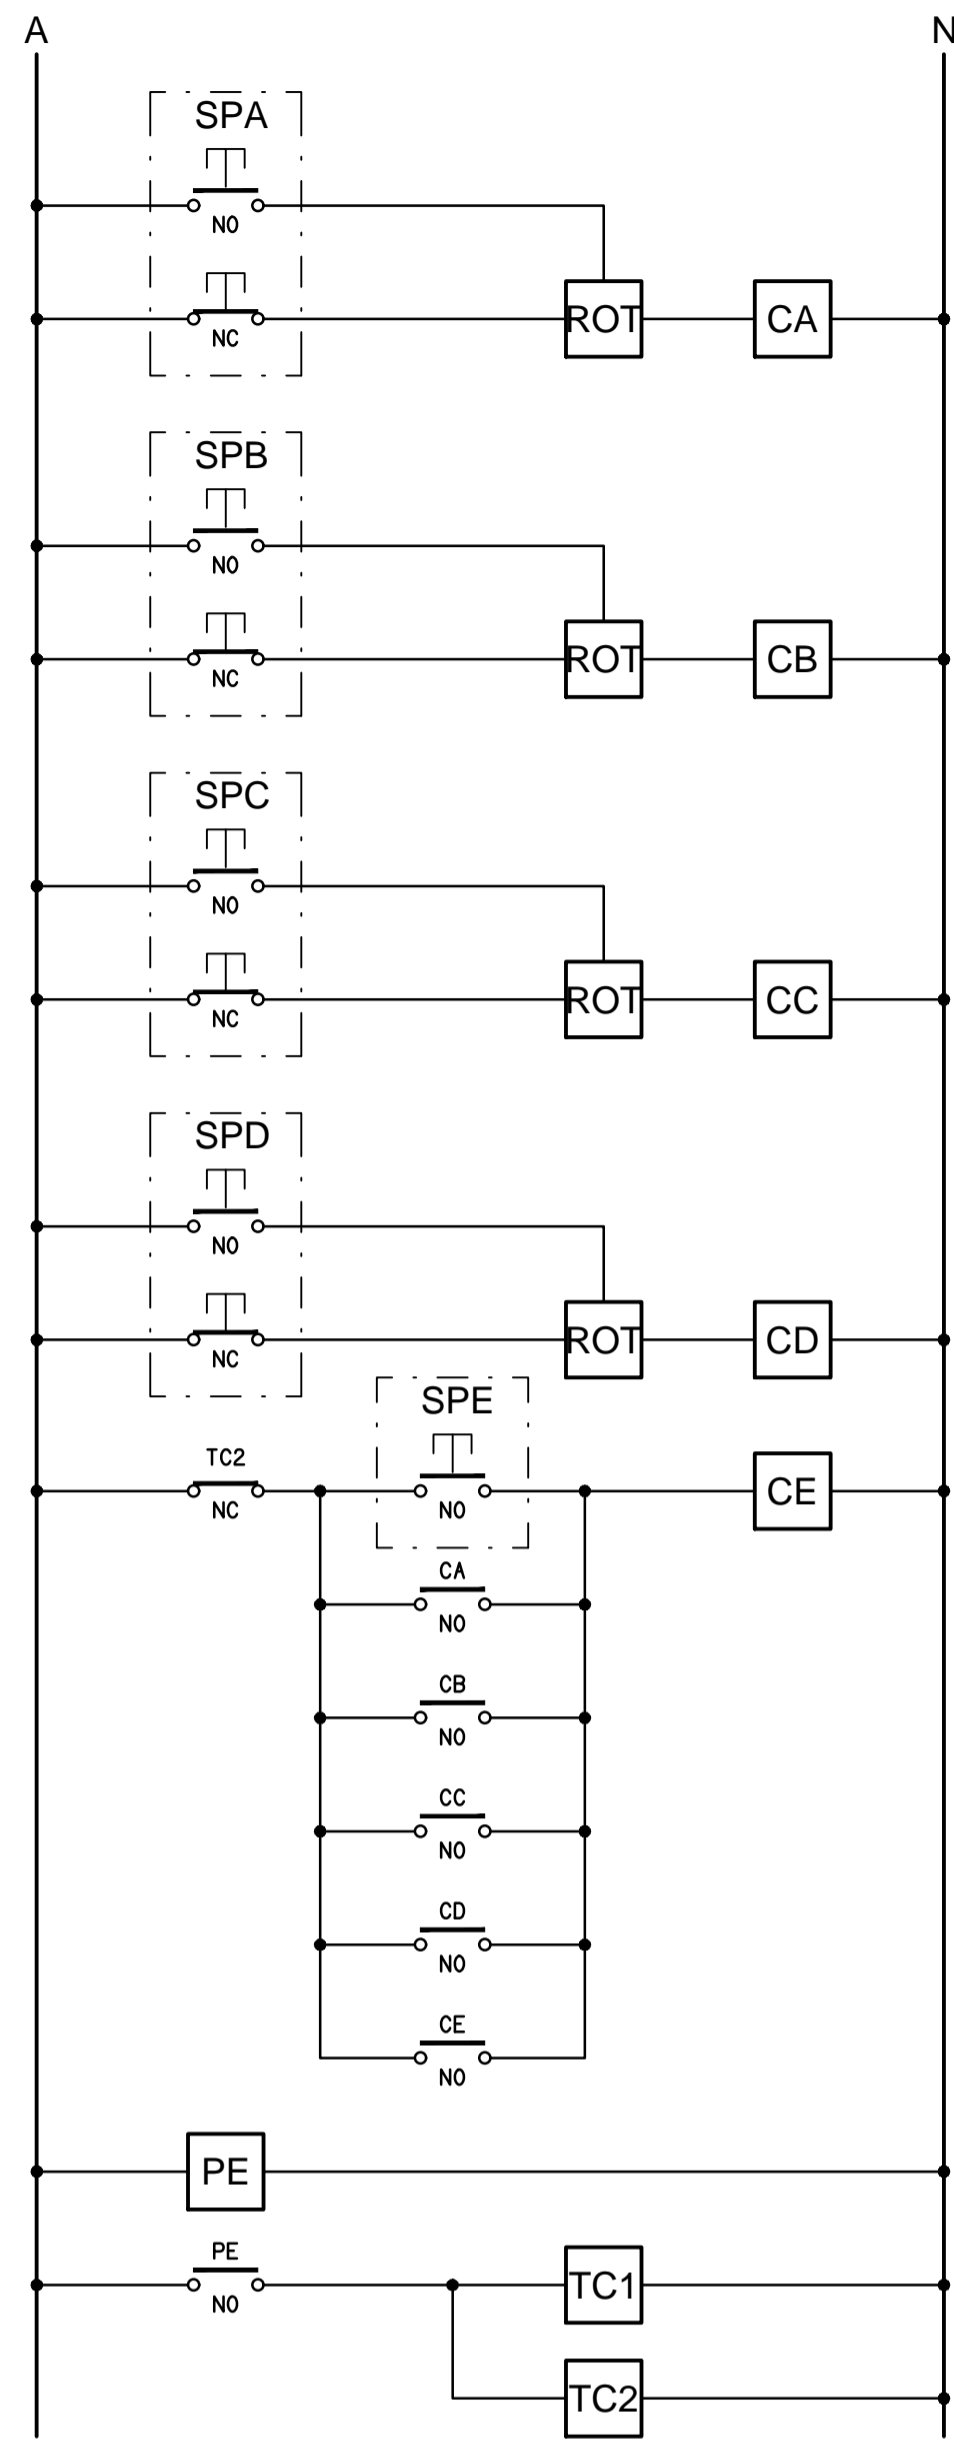 A N
SPA
NO
NC
ROT CA
SPB
NO
NC
ROT CB
SPC
NO
NC
ROT CC
SPD
NO
NC
ROT CD
SPE
TC2
NC
NO
CE
CA
NO
CB
NO
CC
NO
CD
NO
CE
NO
PE
PE
NO
TC1
TC2